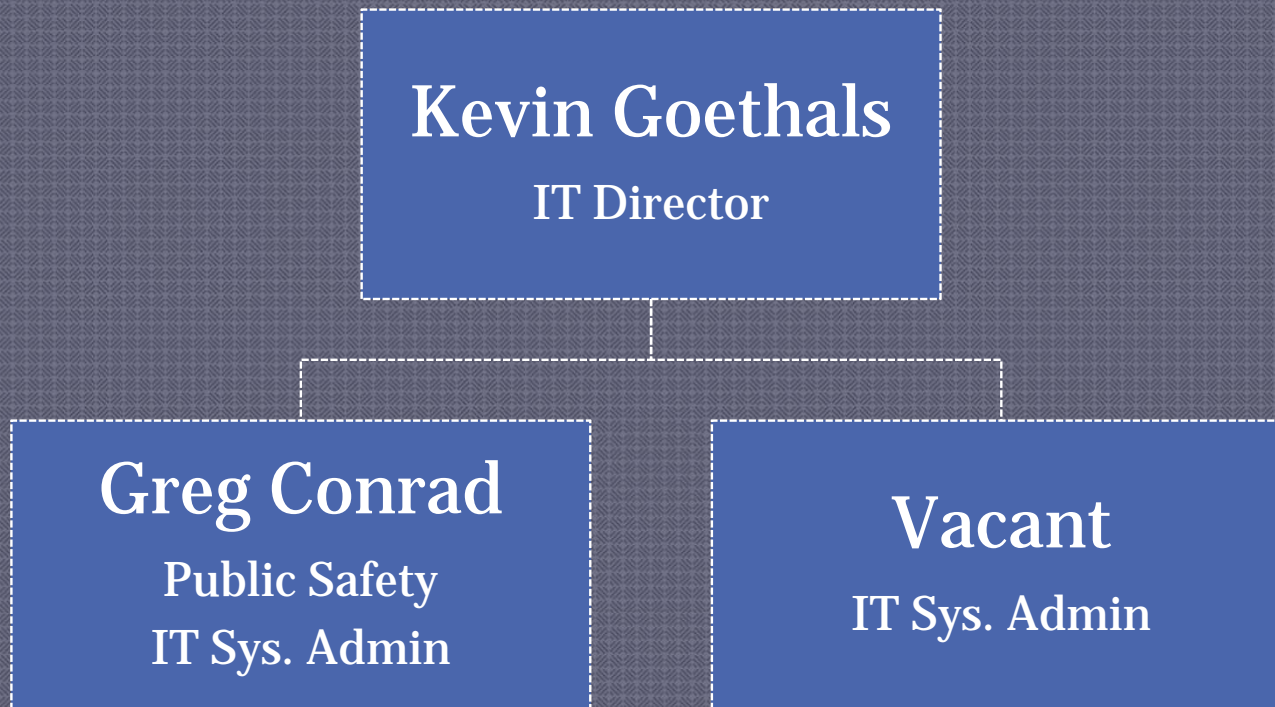 Kevin Goethals
IT Director
Greg Conrad
Public Safety
IT Sys. Admin
Vacant
IT Sys. Admin